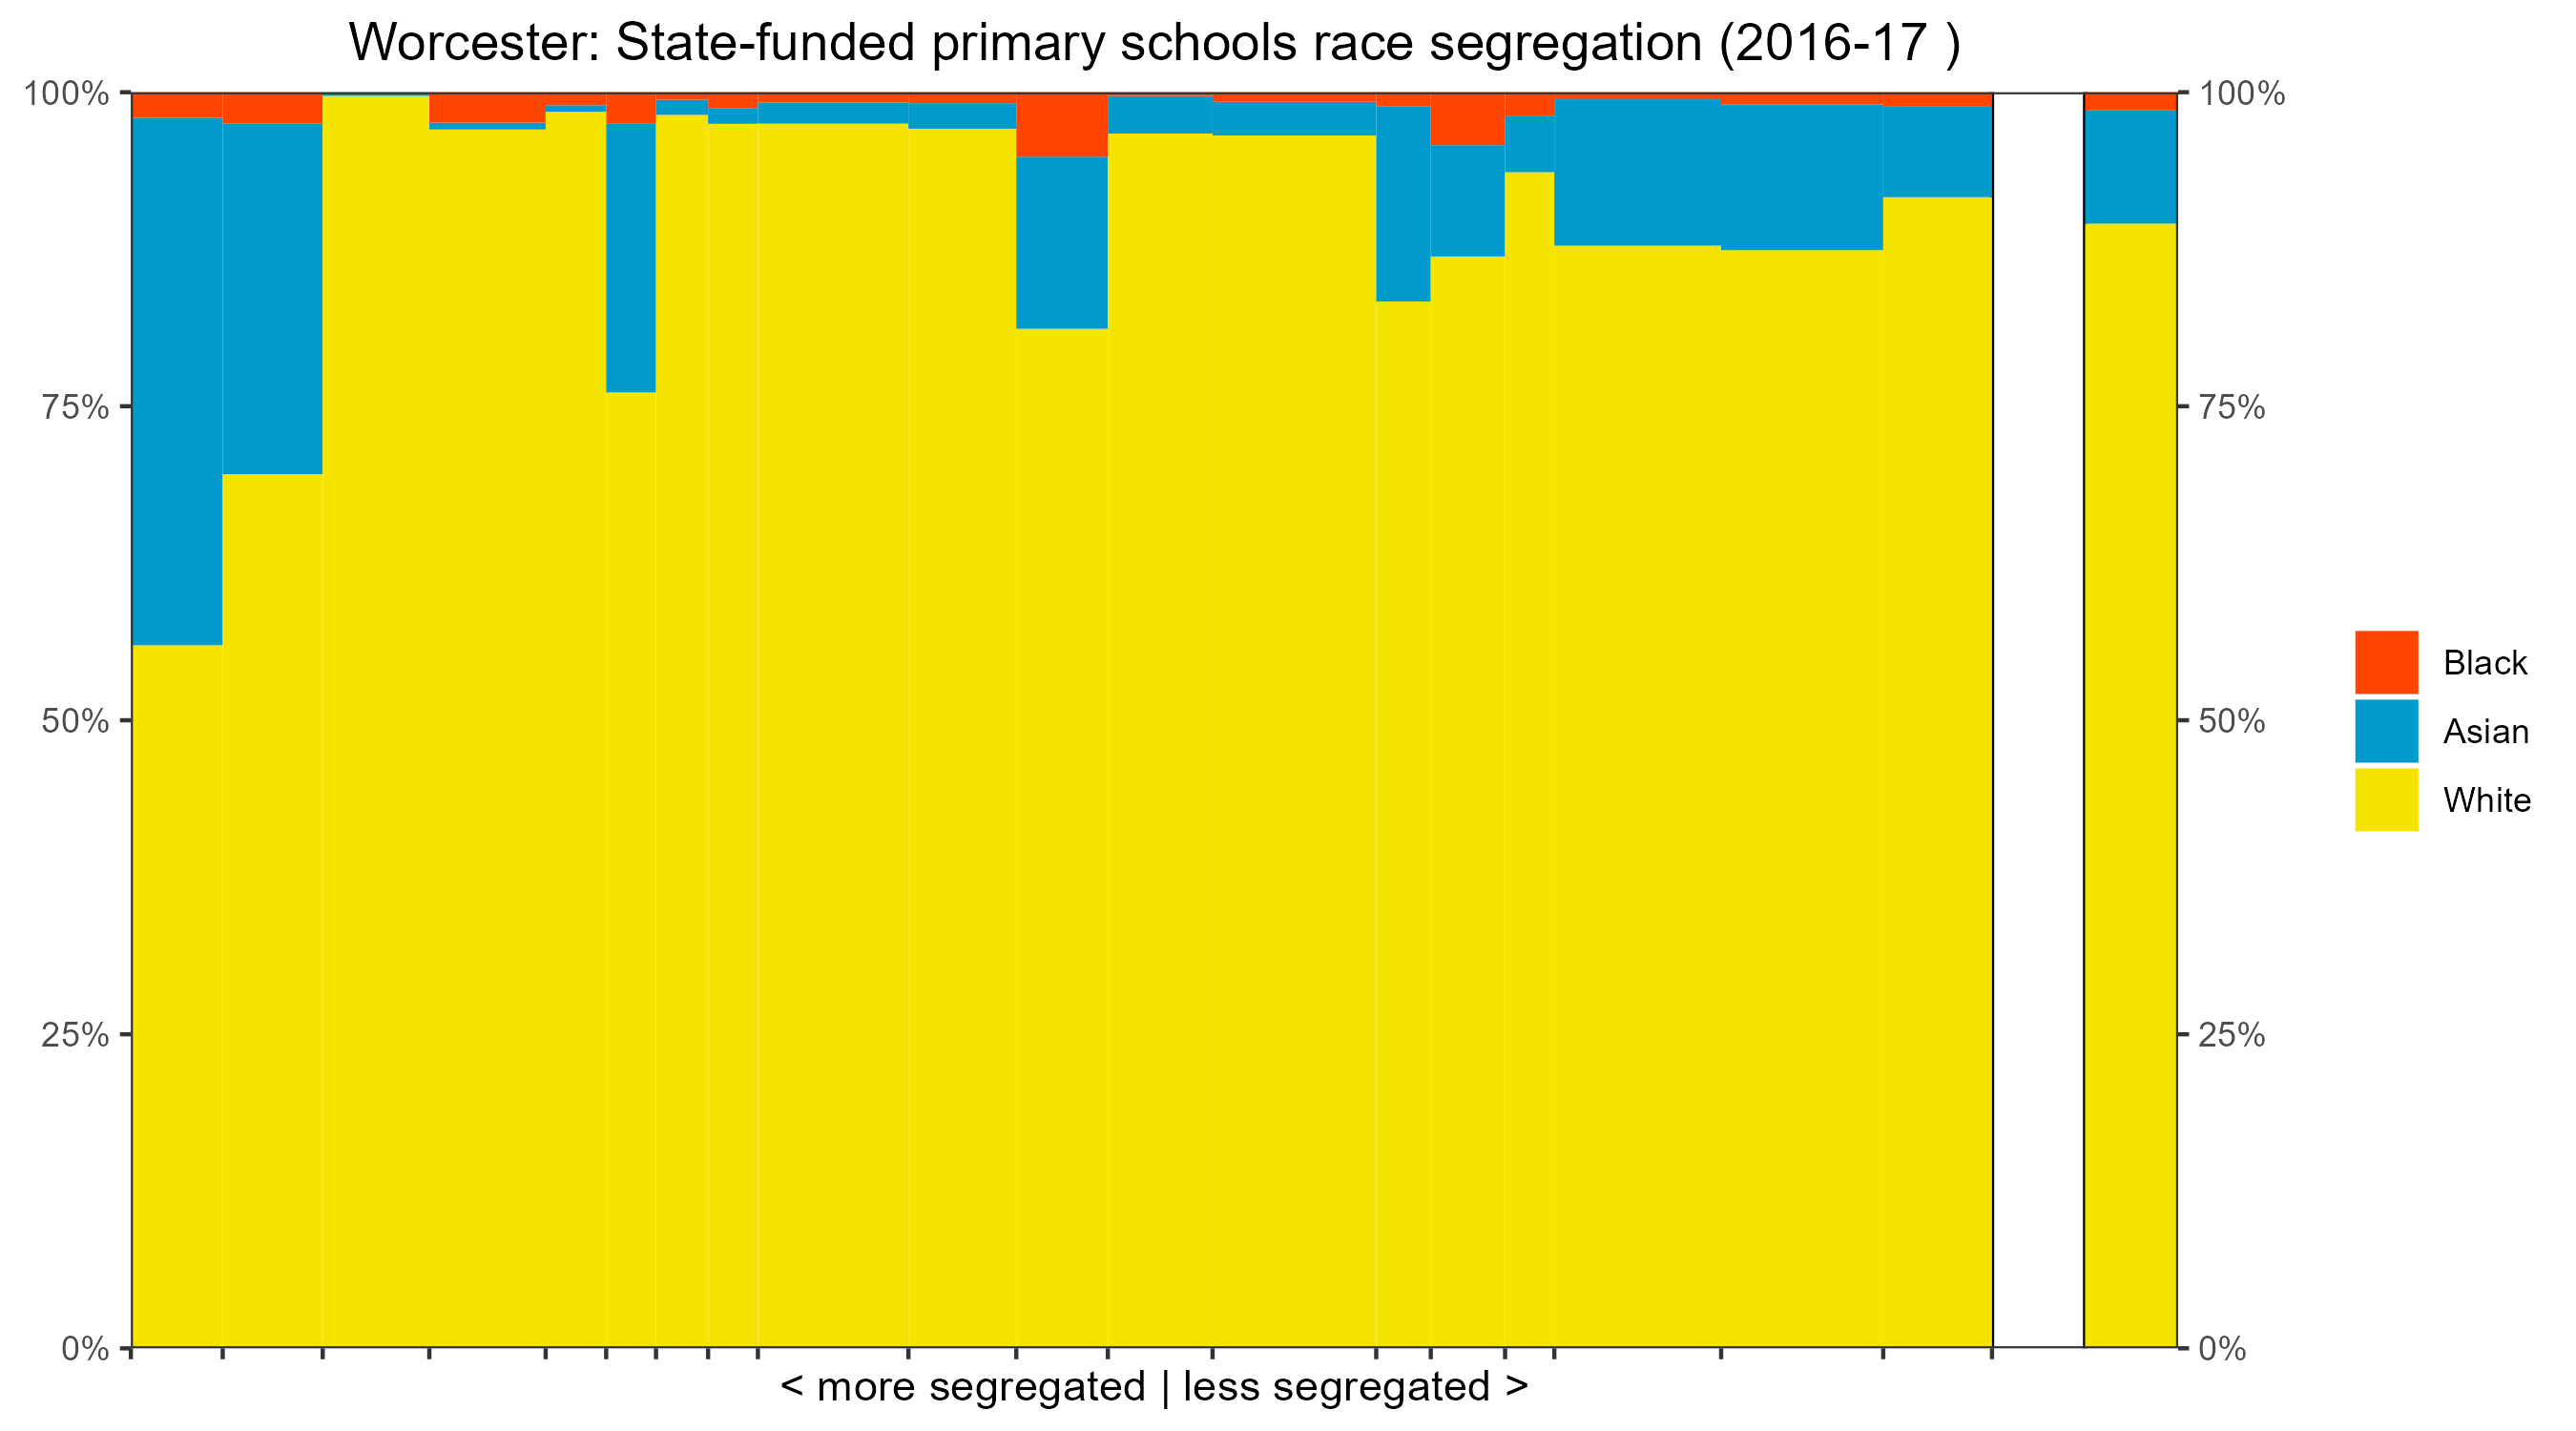 Worcester: State-funded primary schools race segregation (2016-17 )
100%
75%
50%
25%
0%
100%
75%
50%
25%
0%
Black
Asian
White
< more segregated | less segregated >